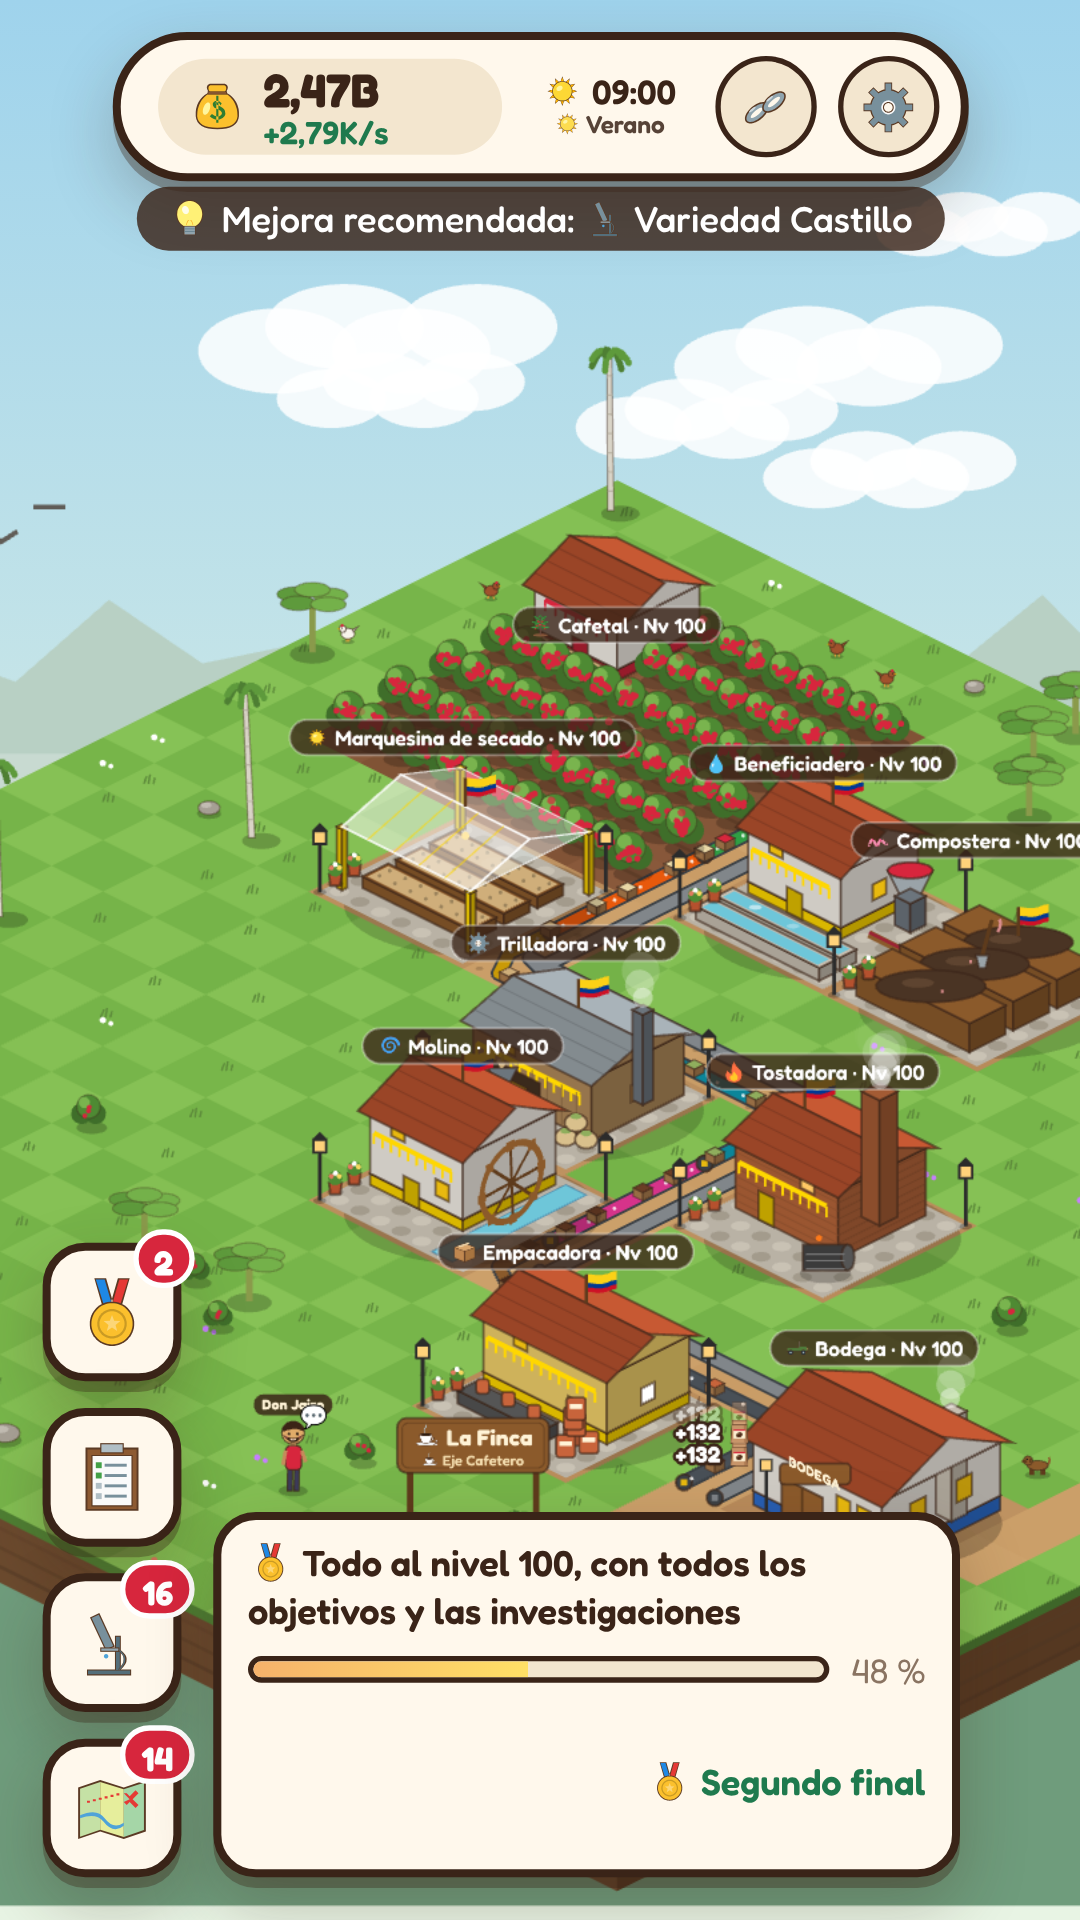 2,47B
+2,79K/s
09:00
Verano
Mejora recomendada: Variedad Castillo
Cafetal · Nv 100
Marquesina de secado · Nv 100
Beneficiadero · Nv 100
Compostera · Nv 100
Trilladora · Nv 100
Molino · Nv 100
Tostadora · Nv 100
Empacadora · Nv 100
2
Bodega · Nv 100
Don
La Finca
Eje Cafetero
+132
+132
+132
BODEGA
Todo al nivel 100, con todos los
objetivos y las investigaciones
48 %
16
14
Segundo final